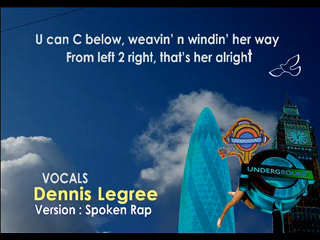 U can C below, weavin' n windin' her way
From left 2 right, that's her alright
UNDERGROUND
UNDERGROUND
VOCALS
Dennis Legree
Version : Spoken Rap